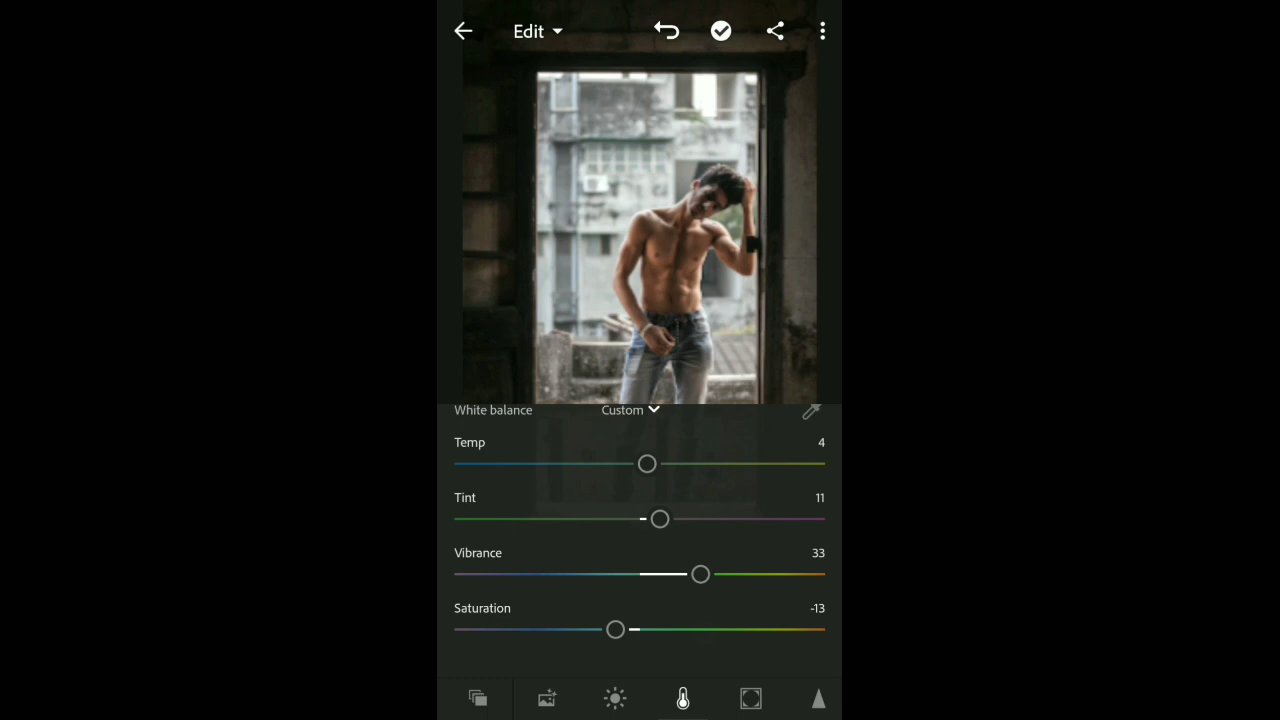 Edit
White balance Custom
Temp 4
Tint 11
Vibrance 33
Saturation -13